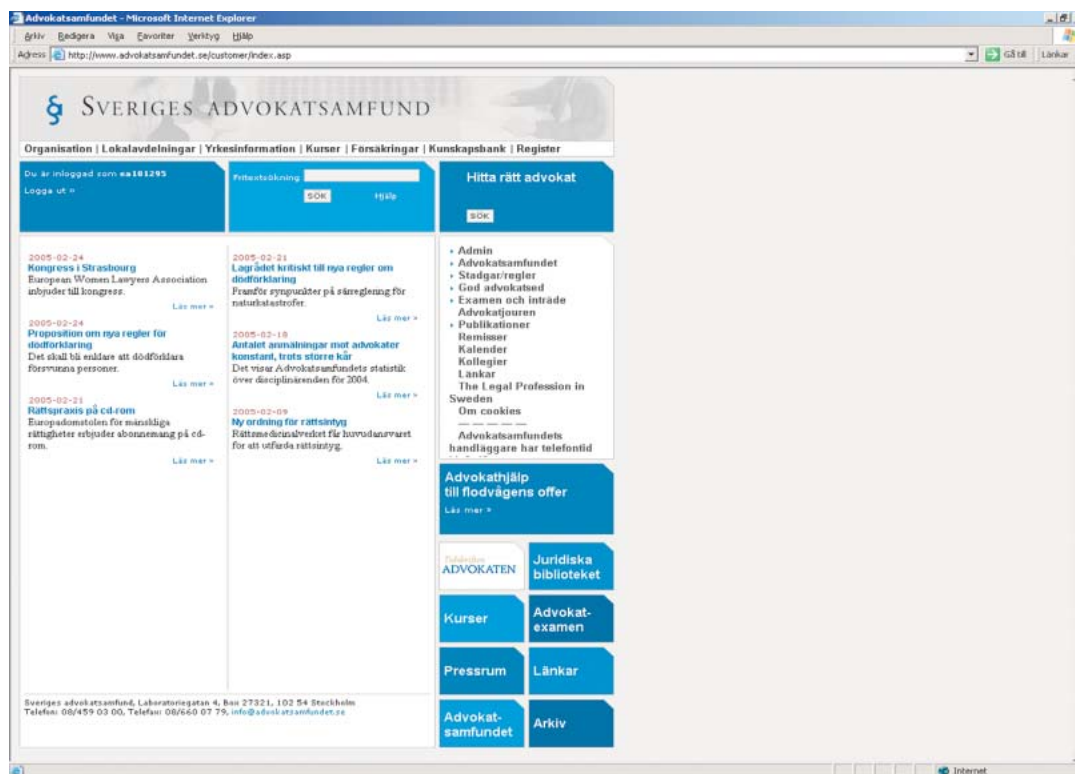 Advokatsamfundet - Microsoft Internet Explorer
Arkiv Redigera Visa Favoriter Verktyg Hjälp
Adress http://www.advokatsamfundet.se/customer/index.asp Gå till Länkar
§ SVERIGES ADVOKATSAMFUND
Organisation | Lokalavdelningar | Yrkesinformation | Kurser | Försäkringar | Kunskapsbank | Register
Du är inloggad som ea181295
Logga ut »
Fritextsökning
SÖK Hjälp
Hitta rätt advokat
SÖK
2005-02-24
Kongress i Strasbourg
European Women Lawyers Association
inbjuder till kongress.
Läs mer »
2005-02-24
Proposition om nya regler för
dödförklaring
Det skall bli enklare att dödförklara
försvunna personer.
Läs mer »
2005-02-21
Rättspraxis på cd-rom
Europadomstolen för mänskliga
rättigheter erbjuder abonnemang på cd-
rom.
Läs mer »
2005-02-21
Lagrådet kritiskt till nya regler om
dödförklaring
Framför synpunkter på särreglering för
naturkatastrofer.
Läs mer »
2005-02-18
Antalet anmälningar mot advokater
konstant, trots större kår
Det visar Advokatsamfundets statistik
över disciplinärenden för 2004.
Läs mer »
2005-02-09
Ny ordning för rättsintyg
Rättsmedicinalverket får huvudansvaret
för att utfärda rättsintyg.
Läs mer »
Admin
Advokatsamfundet
Stadgar/regler
God advokatsed
Examen och inträde
Advokatjouren
Publikationer
Remisser
Kalender
Kollegier
Länkar
The Legal Profession in
Sweden
Om cookies
— — — — —
Advokatsamfundets
handläggare har telefontid
Advokathjälp
till flodvågens offer
Läs mer »
Tidskriften
ADVOKATEN
Juridiska
biblioteket
Kurser
Advokat-
examen
Pressrum
Länkar
Advokat-
samfundet
Arkiv
Sveriges advokatsamfund, Laboratoriegatan 4, Box 27321, 102 54 Stockholm
Telefon: 08/459 03 00, Telefax: 08/660 07 79, info@advokatsamfundet.se
Internet